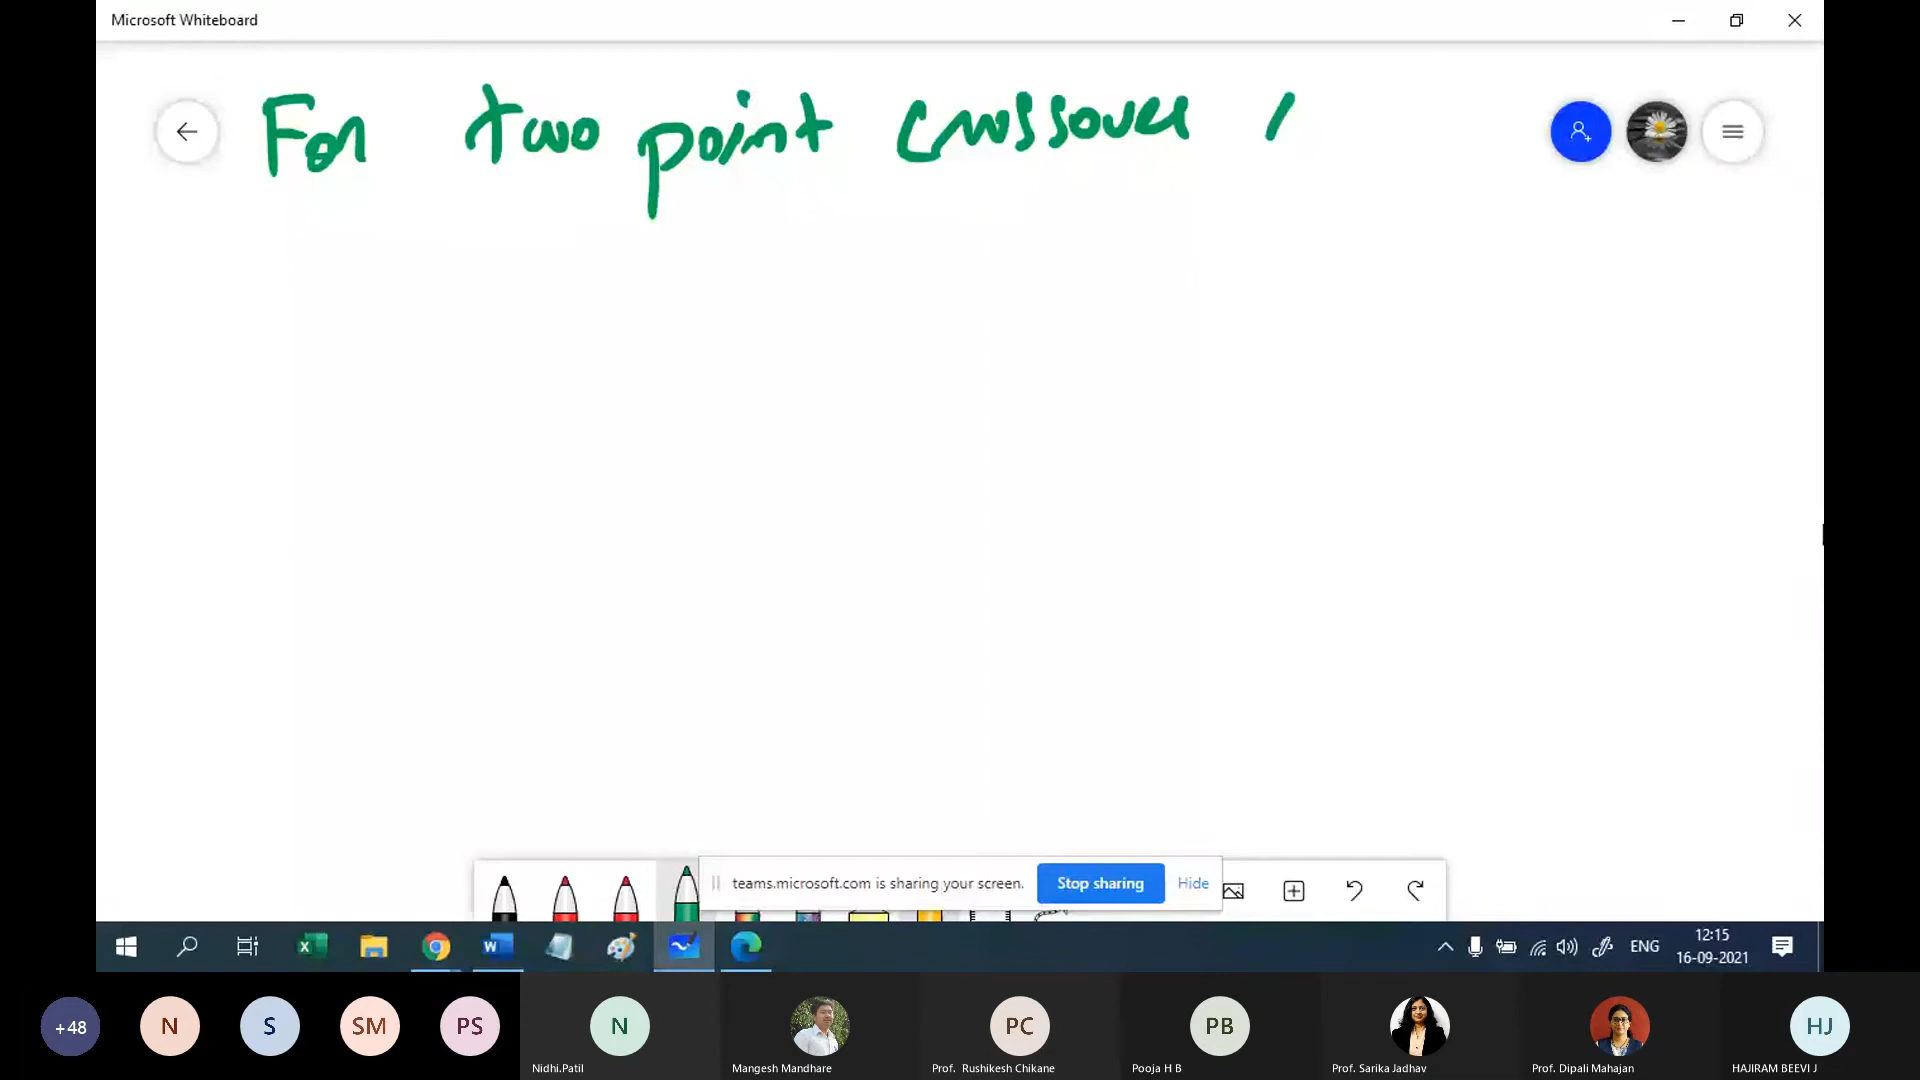 Microsoft Whiteboard
For two point crossover
teams.microsoft.com is sharing your screen. Stop sharing Hide
ENG
12:15
16-09-2021
+48 N S SM PS N PC PB HJ
Nidhi.Patil Mangesh Mandhare Prof. Rushikesh Chikane Pooja H B Prof. Sarika Jadhav Prof. Dipali Mahajan HAJIRAM BEEVI J